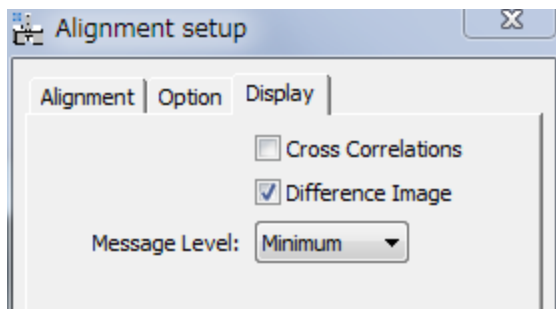 Alignment setup
Alignment Option Display
Cross Correlations
Difference Image
Message Level: Minimum